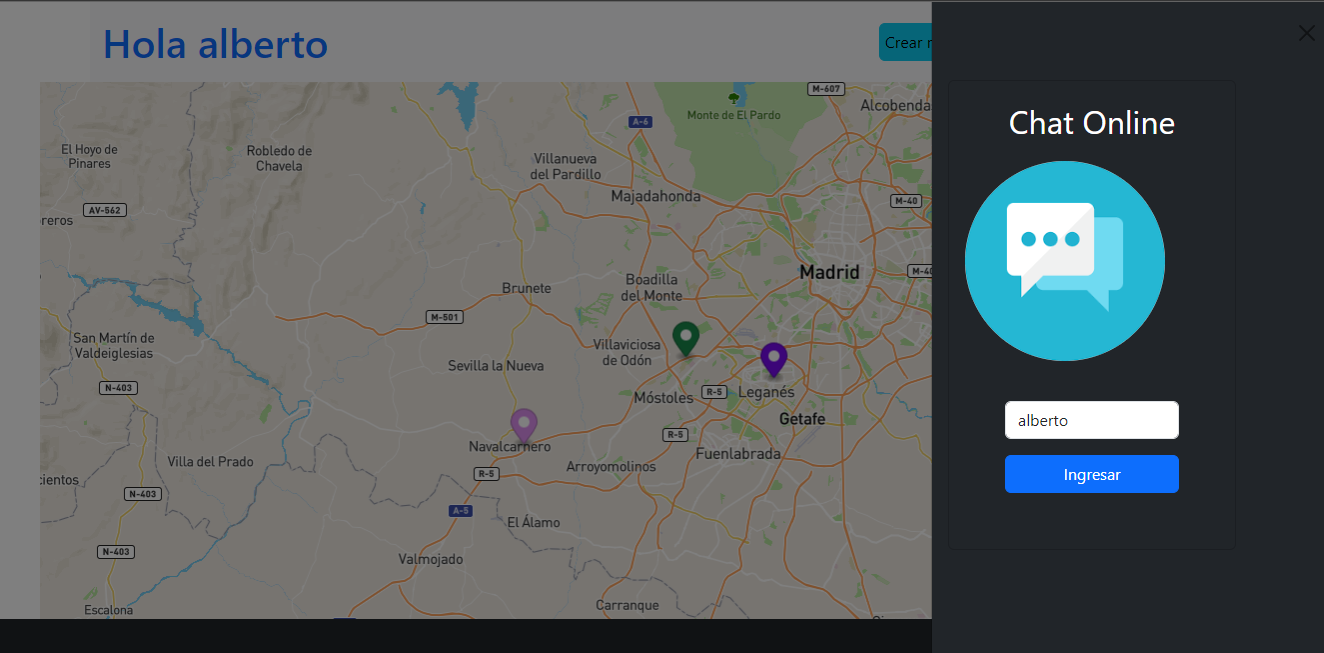 Hola alberto
Crear
Chat Online
alberto
Ingresar
M-607
Alcobenda
Monte de El Pardo
A-6
El Hoyo de
Pinares
Robledo de
Chavela
Villanueva
del Pardillo
Majadahonda
M-40
AV-562
reros
Madrid
M-40
Boadilla
del Monte
Brunete
M-501
San Martín de
Valdeiglesias
Villaviciosa
de Odón
Sevilla la Nueva
N-403
Móstoles
R-5
Leganés
Getafe
Navalcarnero
R-5
Fuenlabrada
Villa del Prado
Arroyomolinos
R-5
cientos
N-403
A-5
El Álamo
N-403
Valmojado
Escalona
Carranque